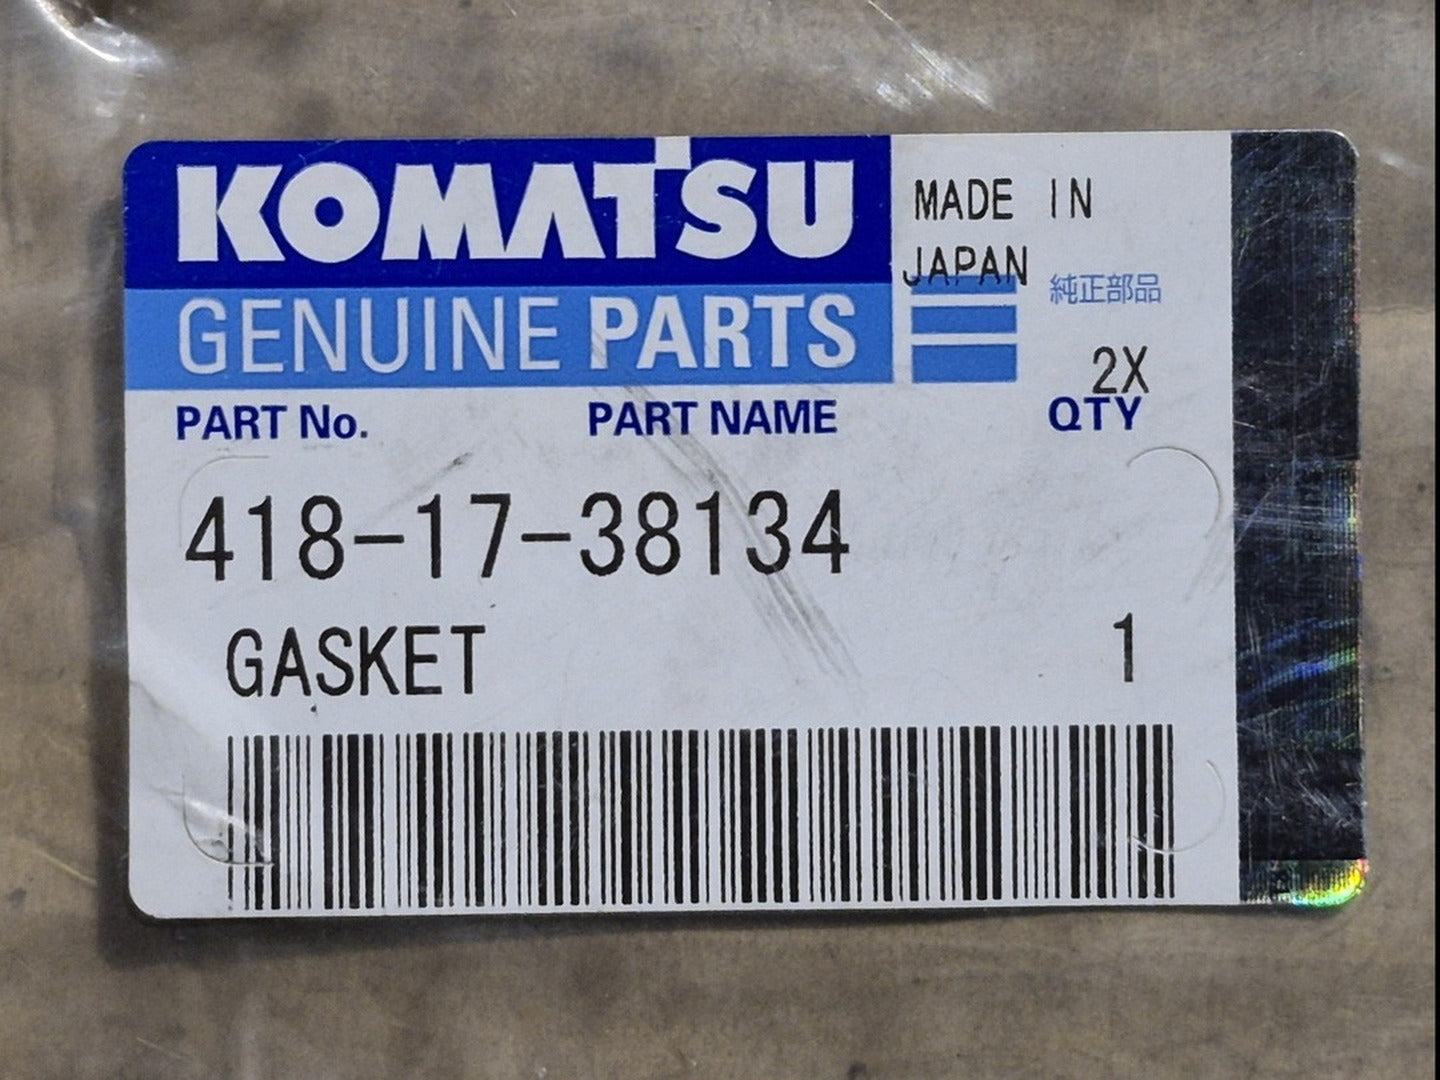 KOMATSU
GENUINE PARTS
MADE IN
JAPAN
純正部品
2X
PART No. PART NAME QTY
418-17-38134
GASKET 1